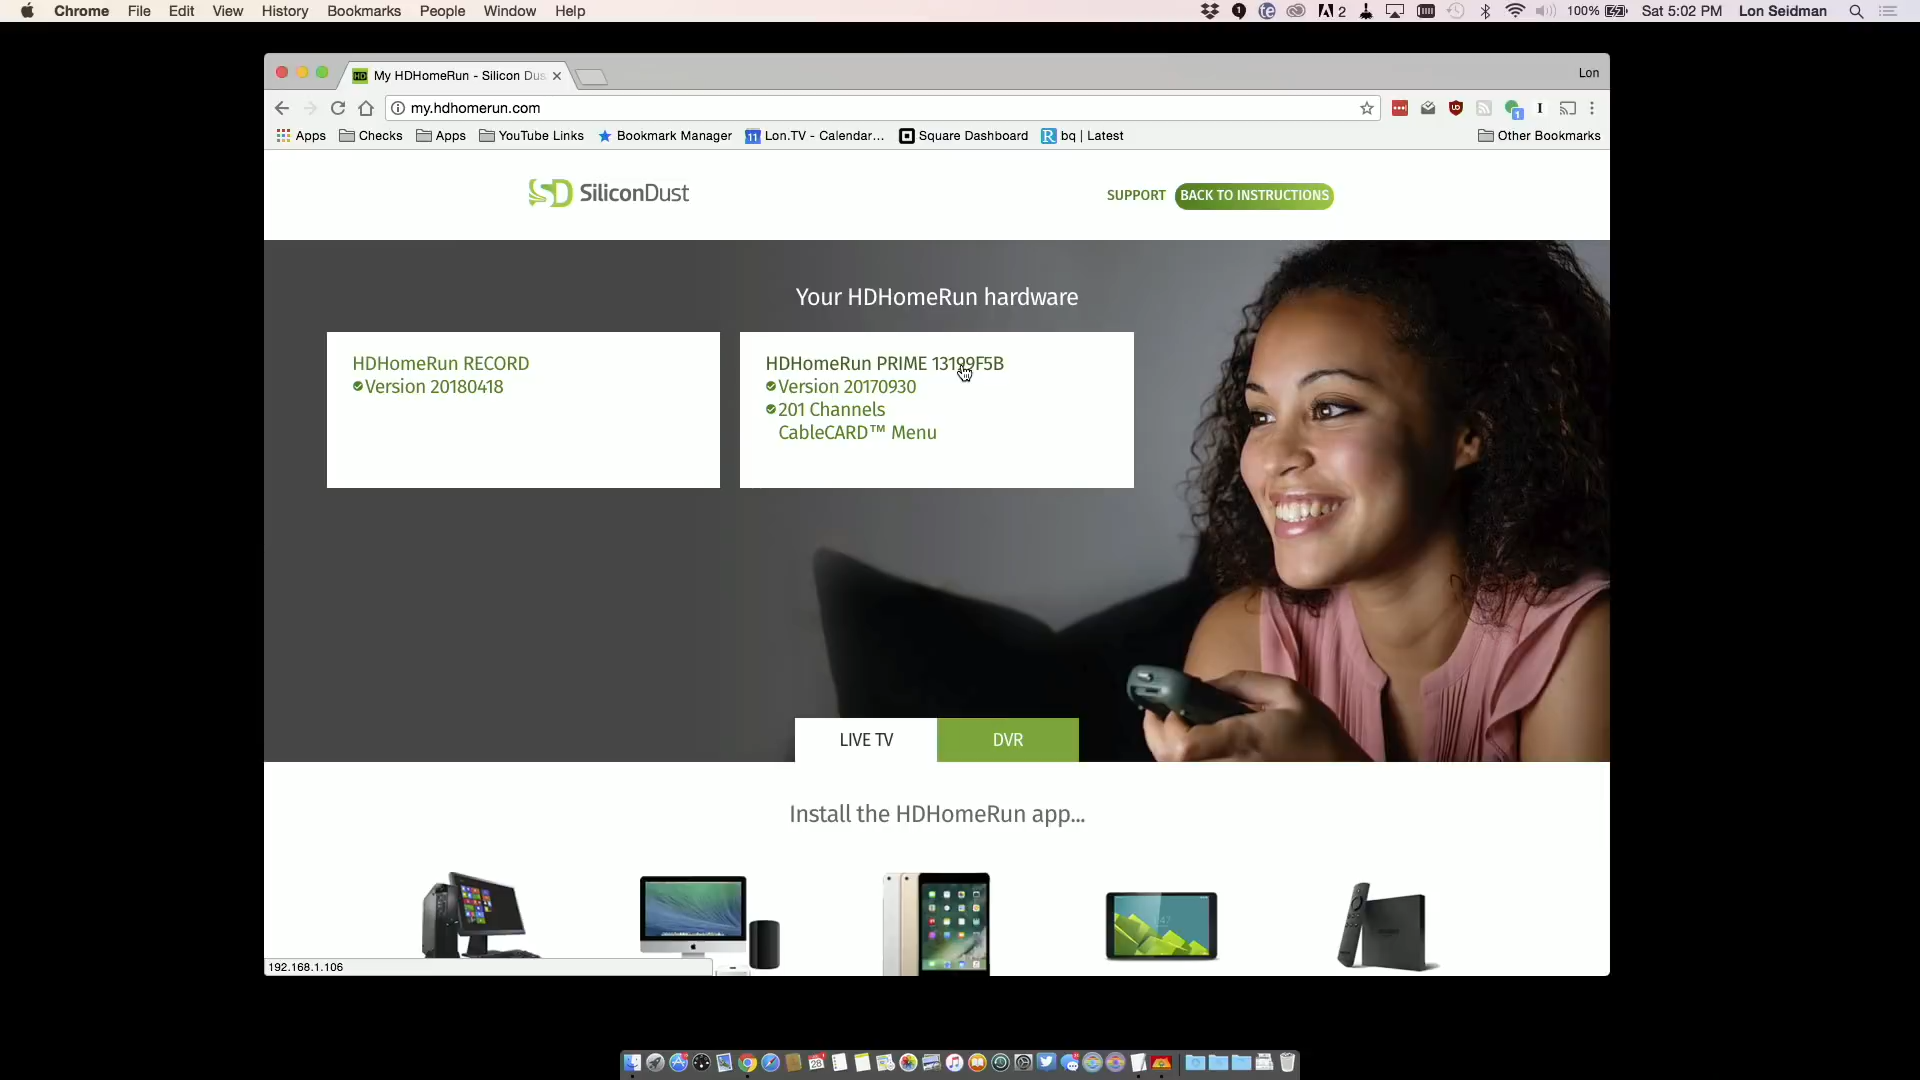 Chrome File Edit View History Bookmarks People Window Help
2 100% Sat 5:02 PM Lon Seidman
My HDHomeRun - Silicon Dus
Lon
my.hdhomerun.com
Apps Checks Apps YouTube Links Bookmark Manager Lon.TV - Calendar... Square Dashboard bq | Latest Other Bookmarks
SD SiliconDust
SUPPORT BACK TO INSTRUCTIONS
Your HDHomeRun hardware
HDHomeRun RECORD
Version 20180418
HDHomeRun PRIME 13199F5B
Version 20170930
201 Channels
CableCARD™ Menu
LIVE TV DVR
Install the HDHomeRun app...
192.168.1.106